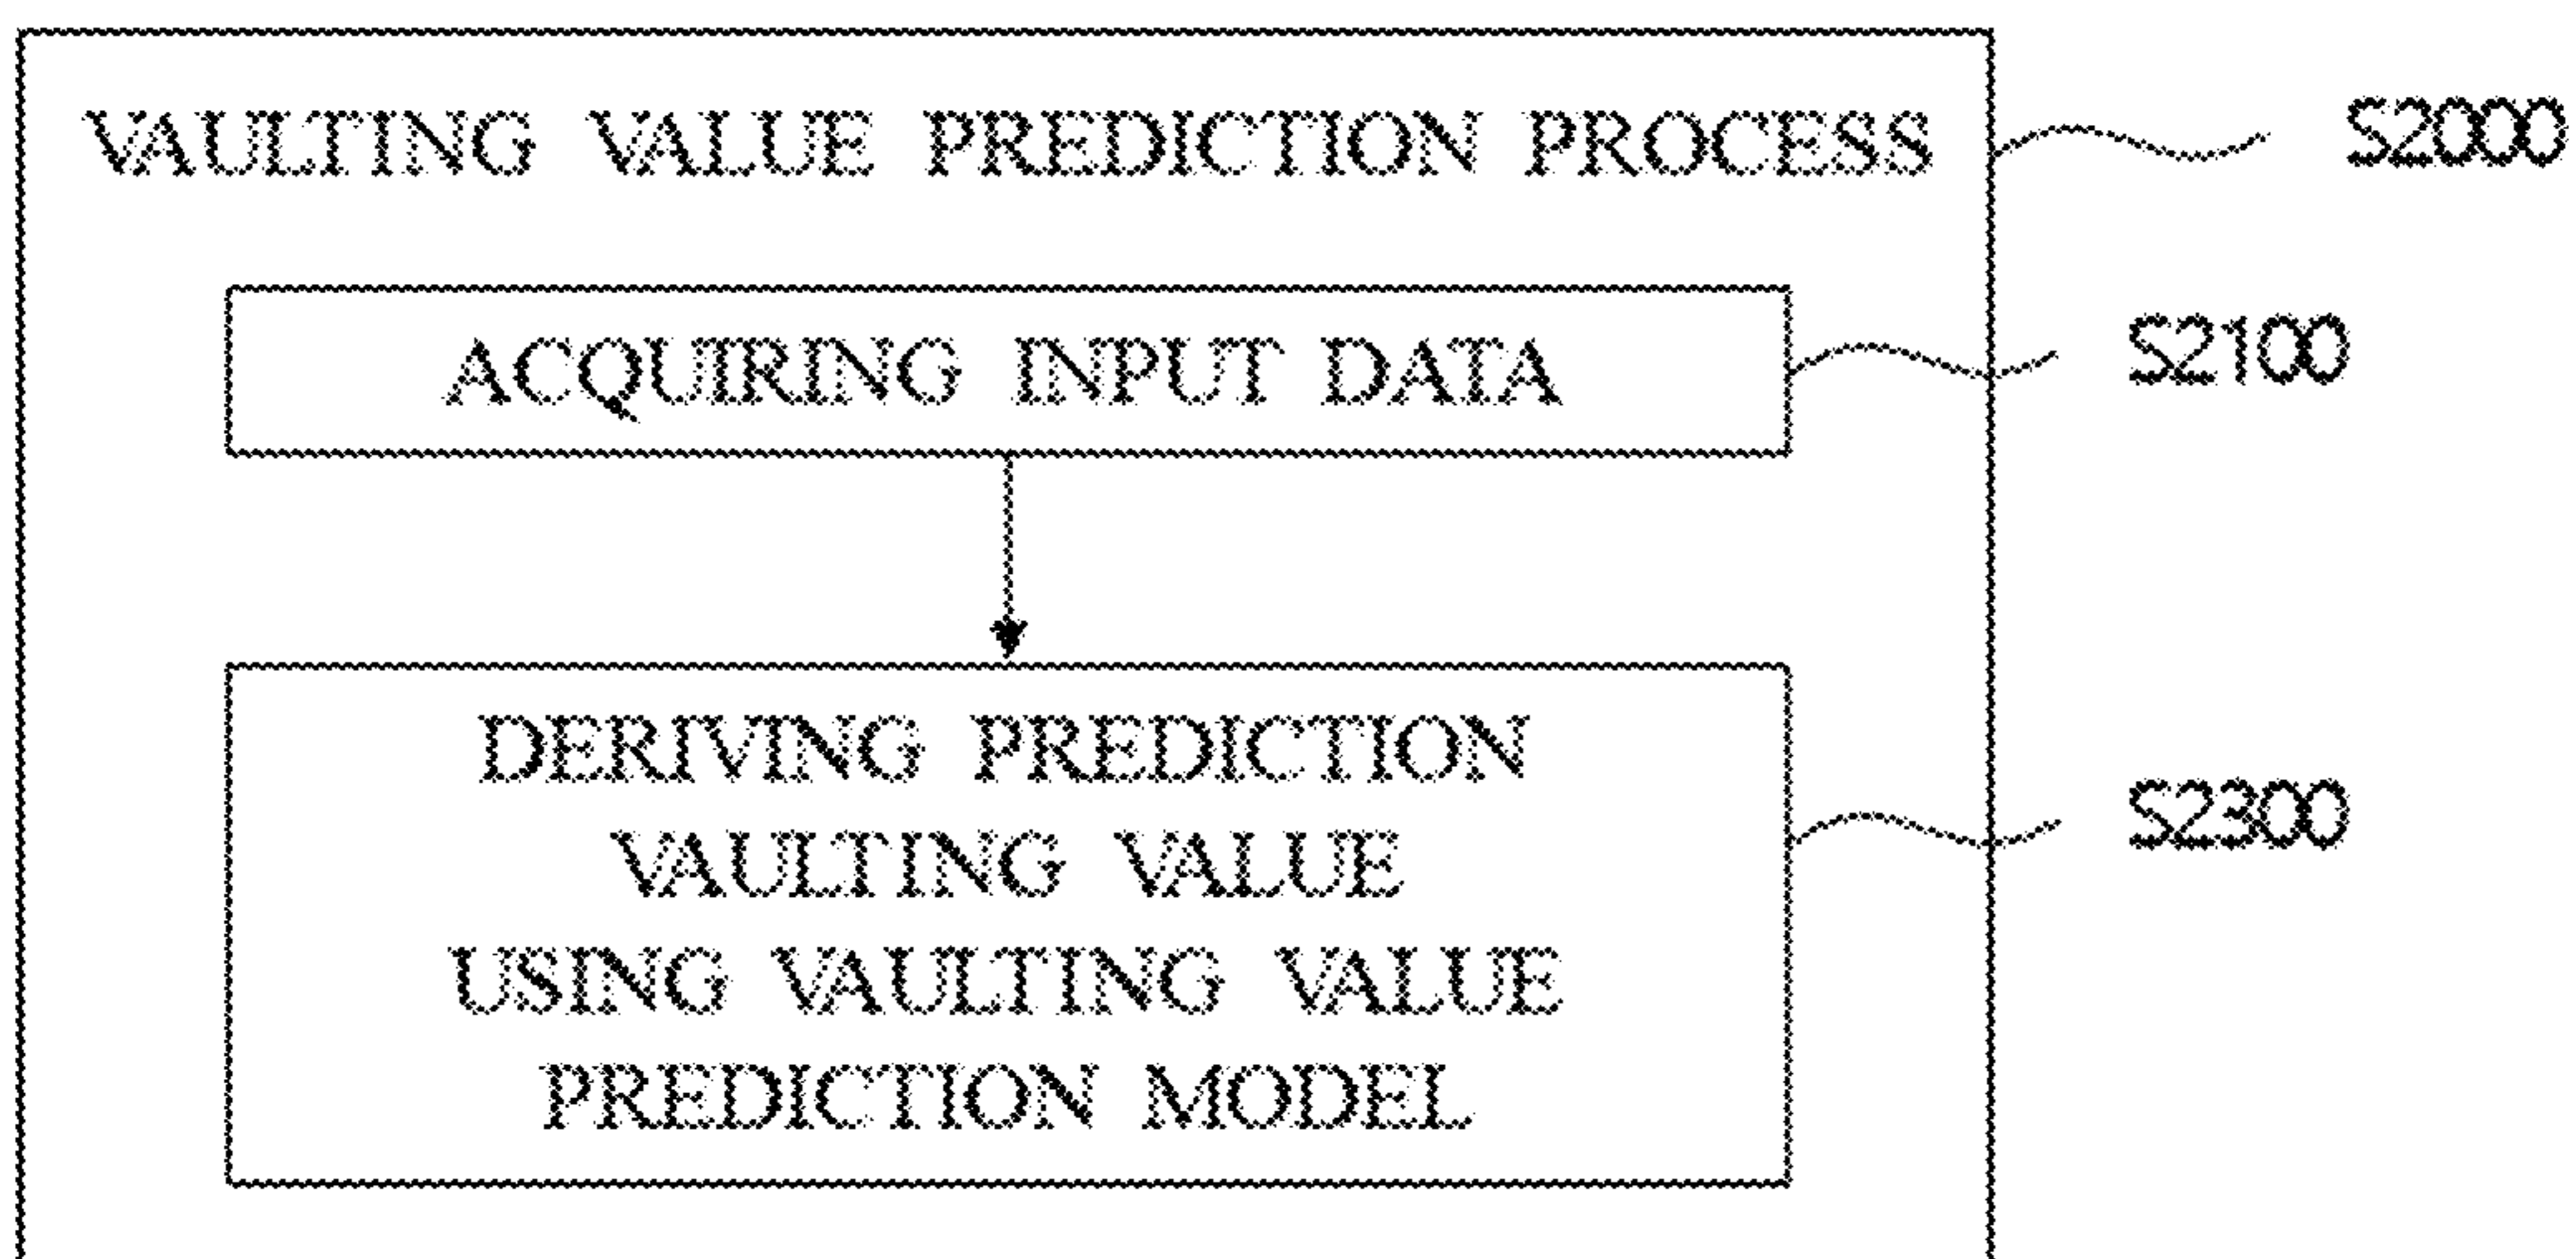 VAULTING VALUE PREDICTION PROCESS
S2000
ACQUIRING INPUT DATA
S2100
DERIVING PREDICTION
VAULTING VALUE
USING VAULTING VALUE
PREDICTION MODEL
S2300